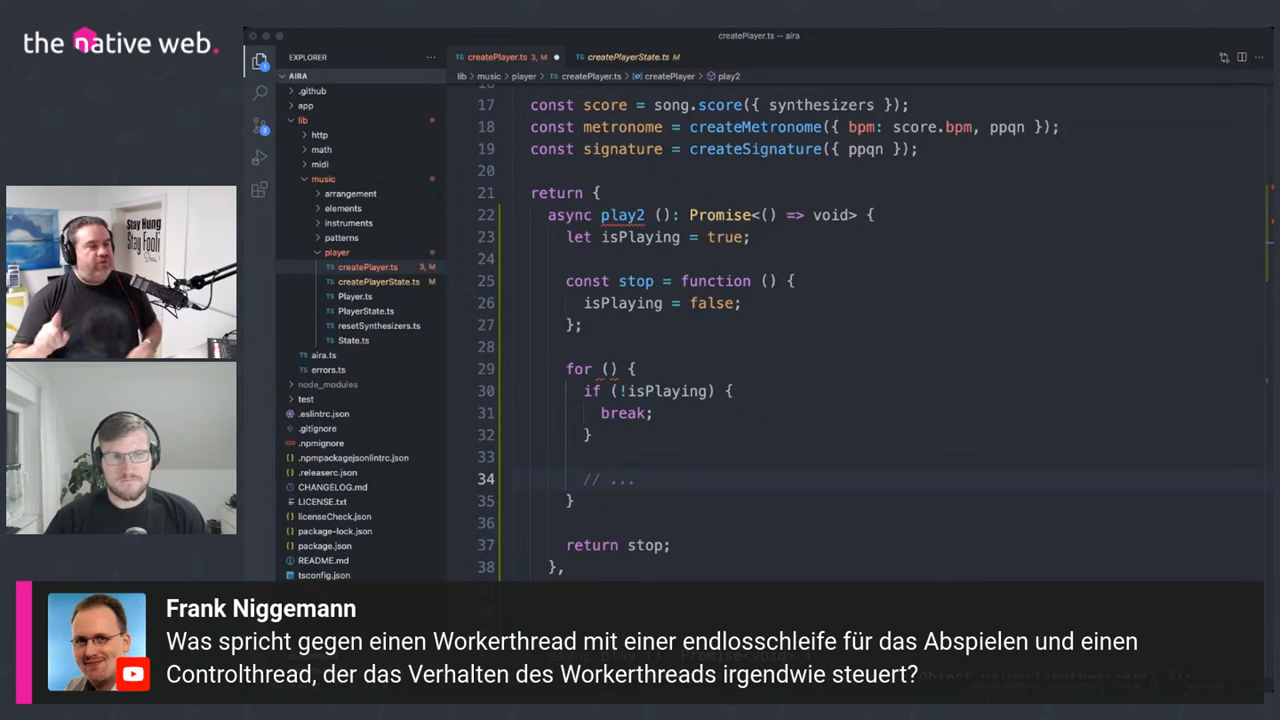 the native web.
createPlayer.ts — aira
EXPLORER
createPlayer.ts 3, M
createPlayerState.ts M
lib > music > player > createPlayer.ts > createPlayer > play2
AIRA
.github
app
lib
http
math
midi
music
arrangement
elements
instruments
patterns
player
createPlayer.ts 3, M
createPlayerState.ts M
Player.ts
PlayerState.ts
resetSynthesizers.ts
State.ts
aira.ts
errors.ts
node_modules
test
.eslintrc.json
.gitignore
.npmignore
.npmpackagejsonlintrc.json
.releaserc.json
CHANGELOG.md
LICENSE.txt
licenseCheck.json
package-lock.json
package.json
README.md
tsconfig.json
17 const score = song.score({ synthesizers });
18 const metronome = createMetronome({ bpm: score.bpm, ppqn });
19 const signature = createSignature({ ppqn });
20
21 return {
22 async play2 (): Promise<() => void> {
23 let isPlaying = true;
24
25 const stop = function () {
26 isPlaying = false;
27 };
28
29 for () {
30 if (!isPlaying) {
31 break;
32 }
33
34 // ...
35 }
36
37 return stop;
38 },
Stay Hung
Stay Fooli
Frank Niggemann
Was spricht gegen einen Workerthread mit einer endlosschleife für das Abspielen und einen
Controlthread, der das Verhalten des Workerthreads irgendwie steuert?